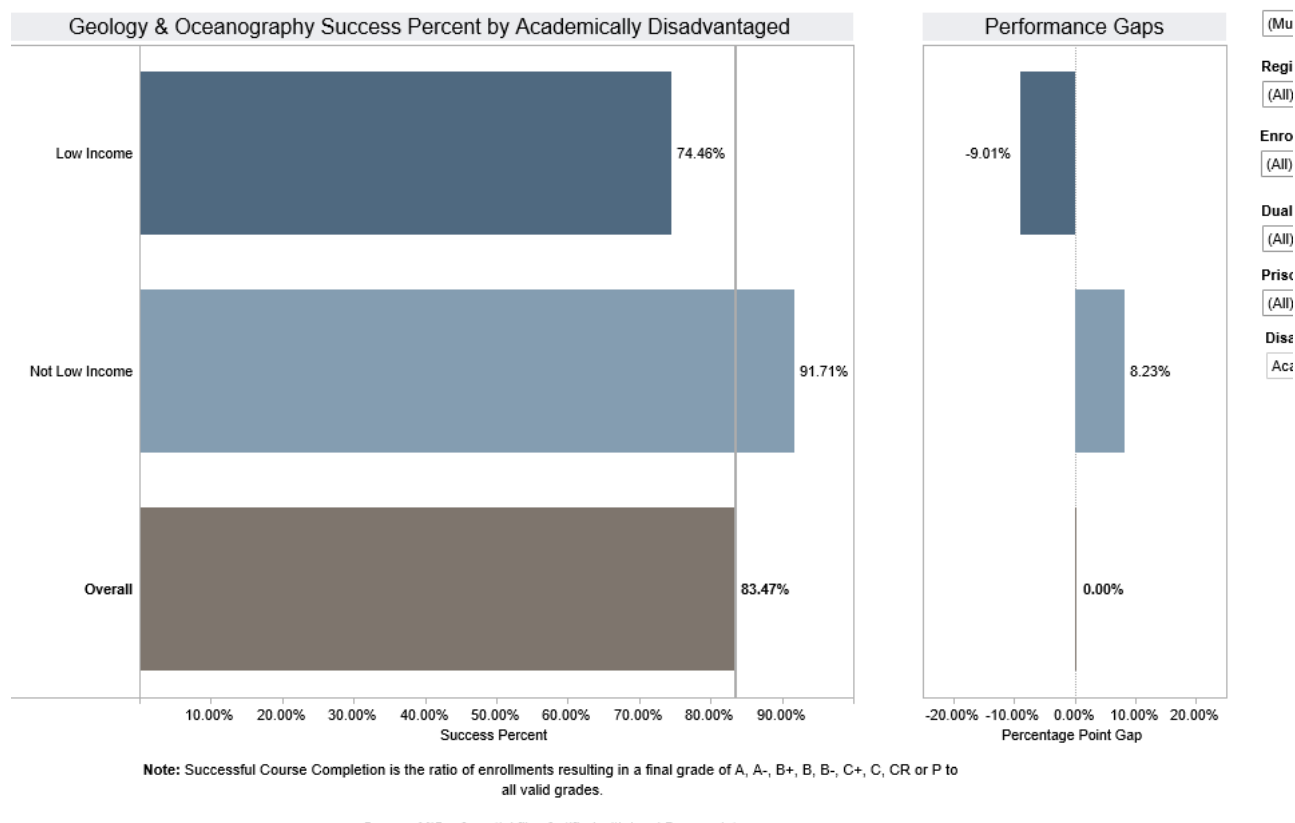 Geology & Oceanography Success Percent by Academically Disadvantaged
Performance Gaps
(Mu
Regi
(All)
Enro
(All)
Dual
(All)
Priso
(All)
Disa
Aca
Low Income
74.46%
-9.01%
Not Low Income
91.71%
8.23%
Overall
83.47%
0.00%
10.00% 20.00% 30.00% 40.00% 50.00% 60.00% 70.00% 80.00% 90.00%
Success Percent
-20.00% -10.00% 0.00% 10.00% 20.00%
Percentage Point Gap
Note: Successful Course Completion is the ratio of enrollments resulting in a final grade of A, A-, B+, B, B-, C+, C, CR or P to
all valid grades.